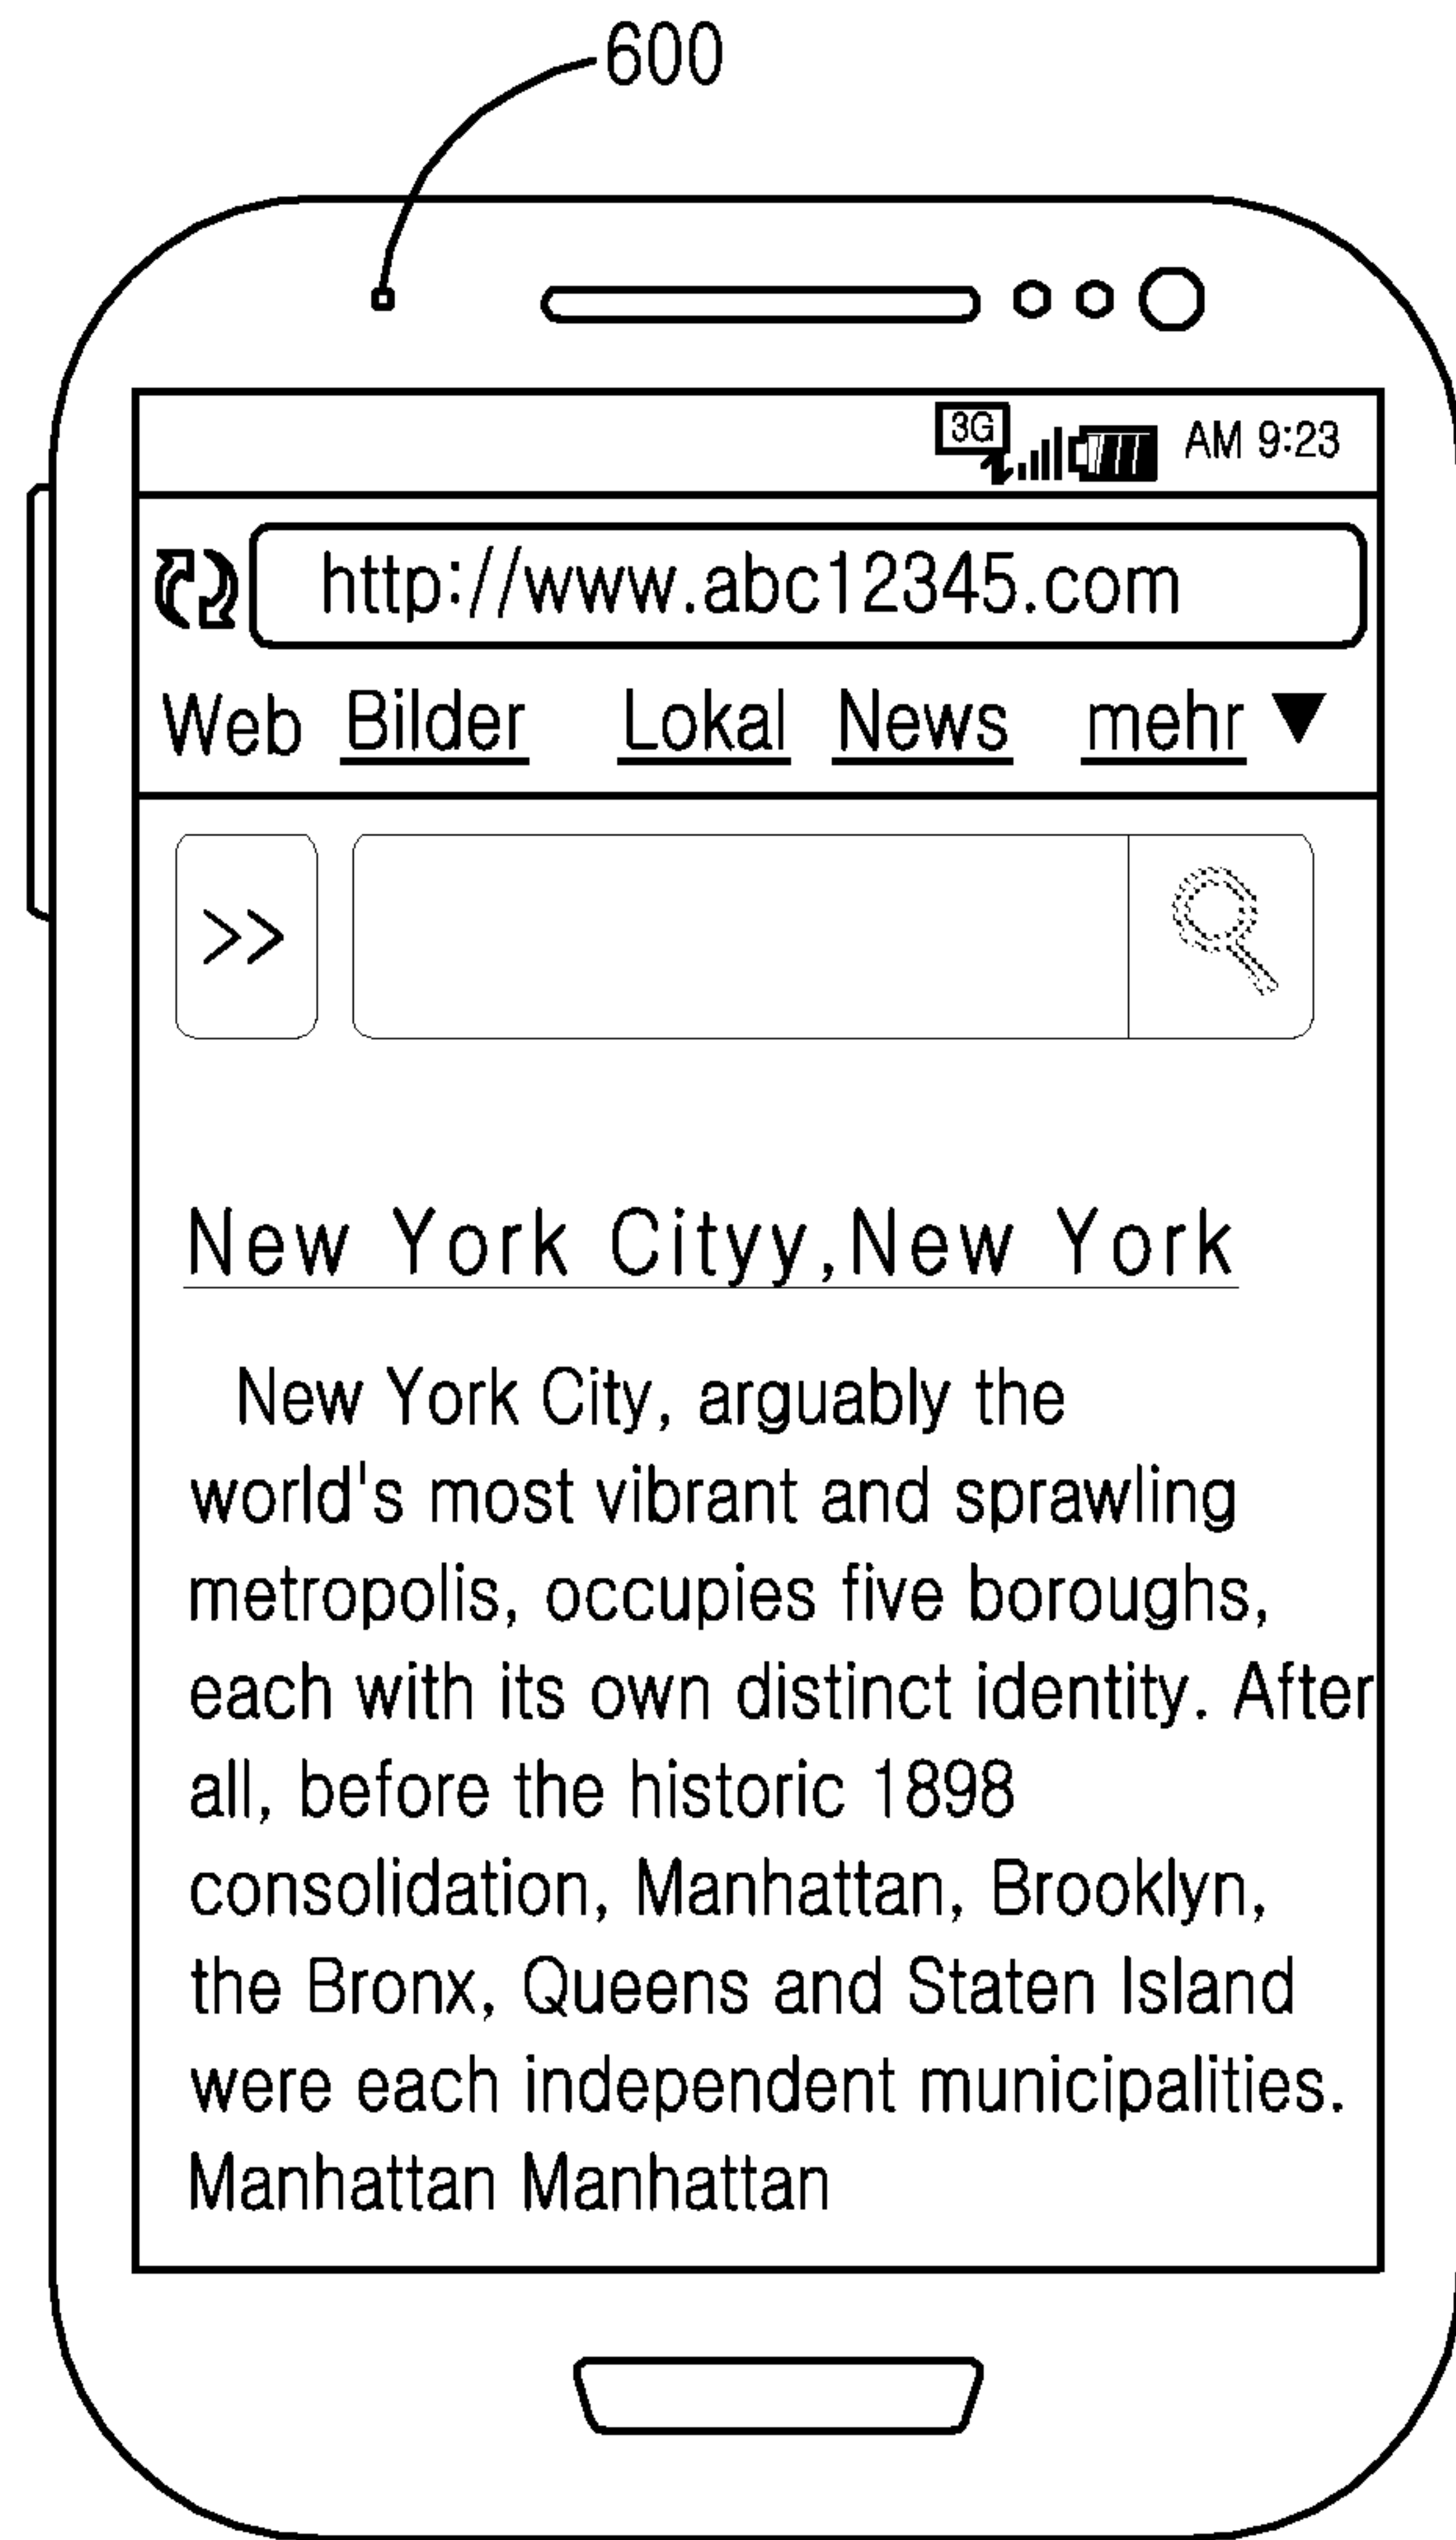 600
3G AM 9:23
http://www.abc12345.com
Web Bilder Lokal News mehr ▼
>>
New York Cityy,New York
New York City, arguably the
world's most vibrant and sprawling
metropolis, occupies five boroughs,
each with its own distinct identity. After
all, before the historic 1898
consolidation, Manhattan, Brooklyn,
the Bronx, Queens and Staten Island
were each independent municipalities.
Manhattan Manhattan